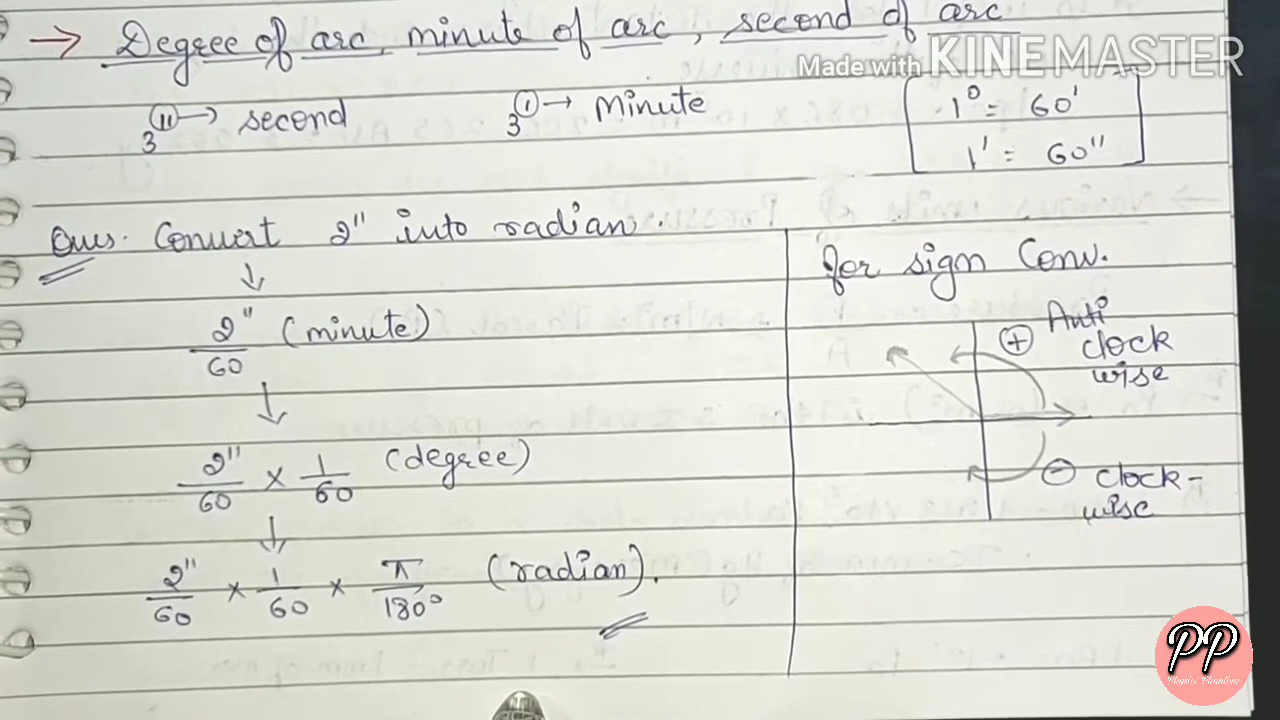 → Degree of arc, minute of arc, second of arc
Made with KINEMASTER
3" → second 3' → Minute
1° = 60'
1' = 60"
Ques. Convert 2" into radian.
↓
2"/60 (minute)
↓
2"/60 × 1/60 (degree)
↓
2"/60 × 1/60 × π/180° (radian).
for sign Conv.
+ Anti
clock
wise
- clock-
wise
PP